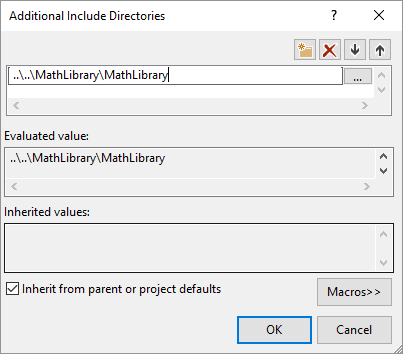 Additional Include Directories
..\..\MathLibrary\MathLibrary
...
Evaluated value:
..\..\MathLibrary\MathLibrary
Inherited values:
Inherit from parent or project defaults
Macros>>
OK
Cancel